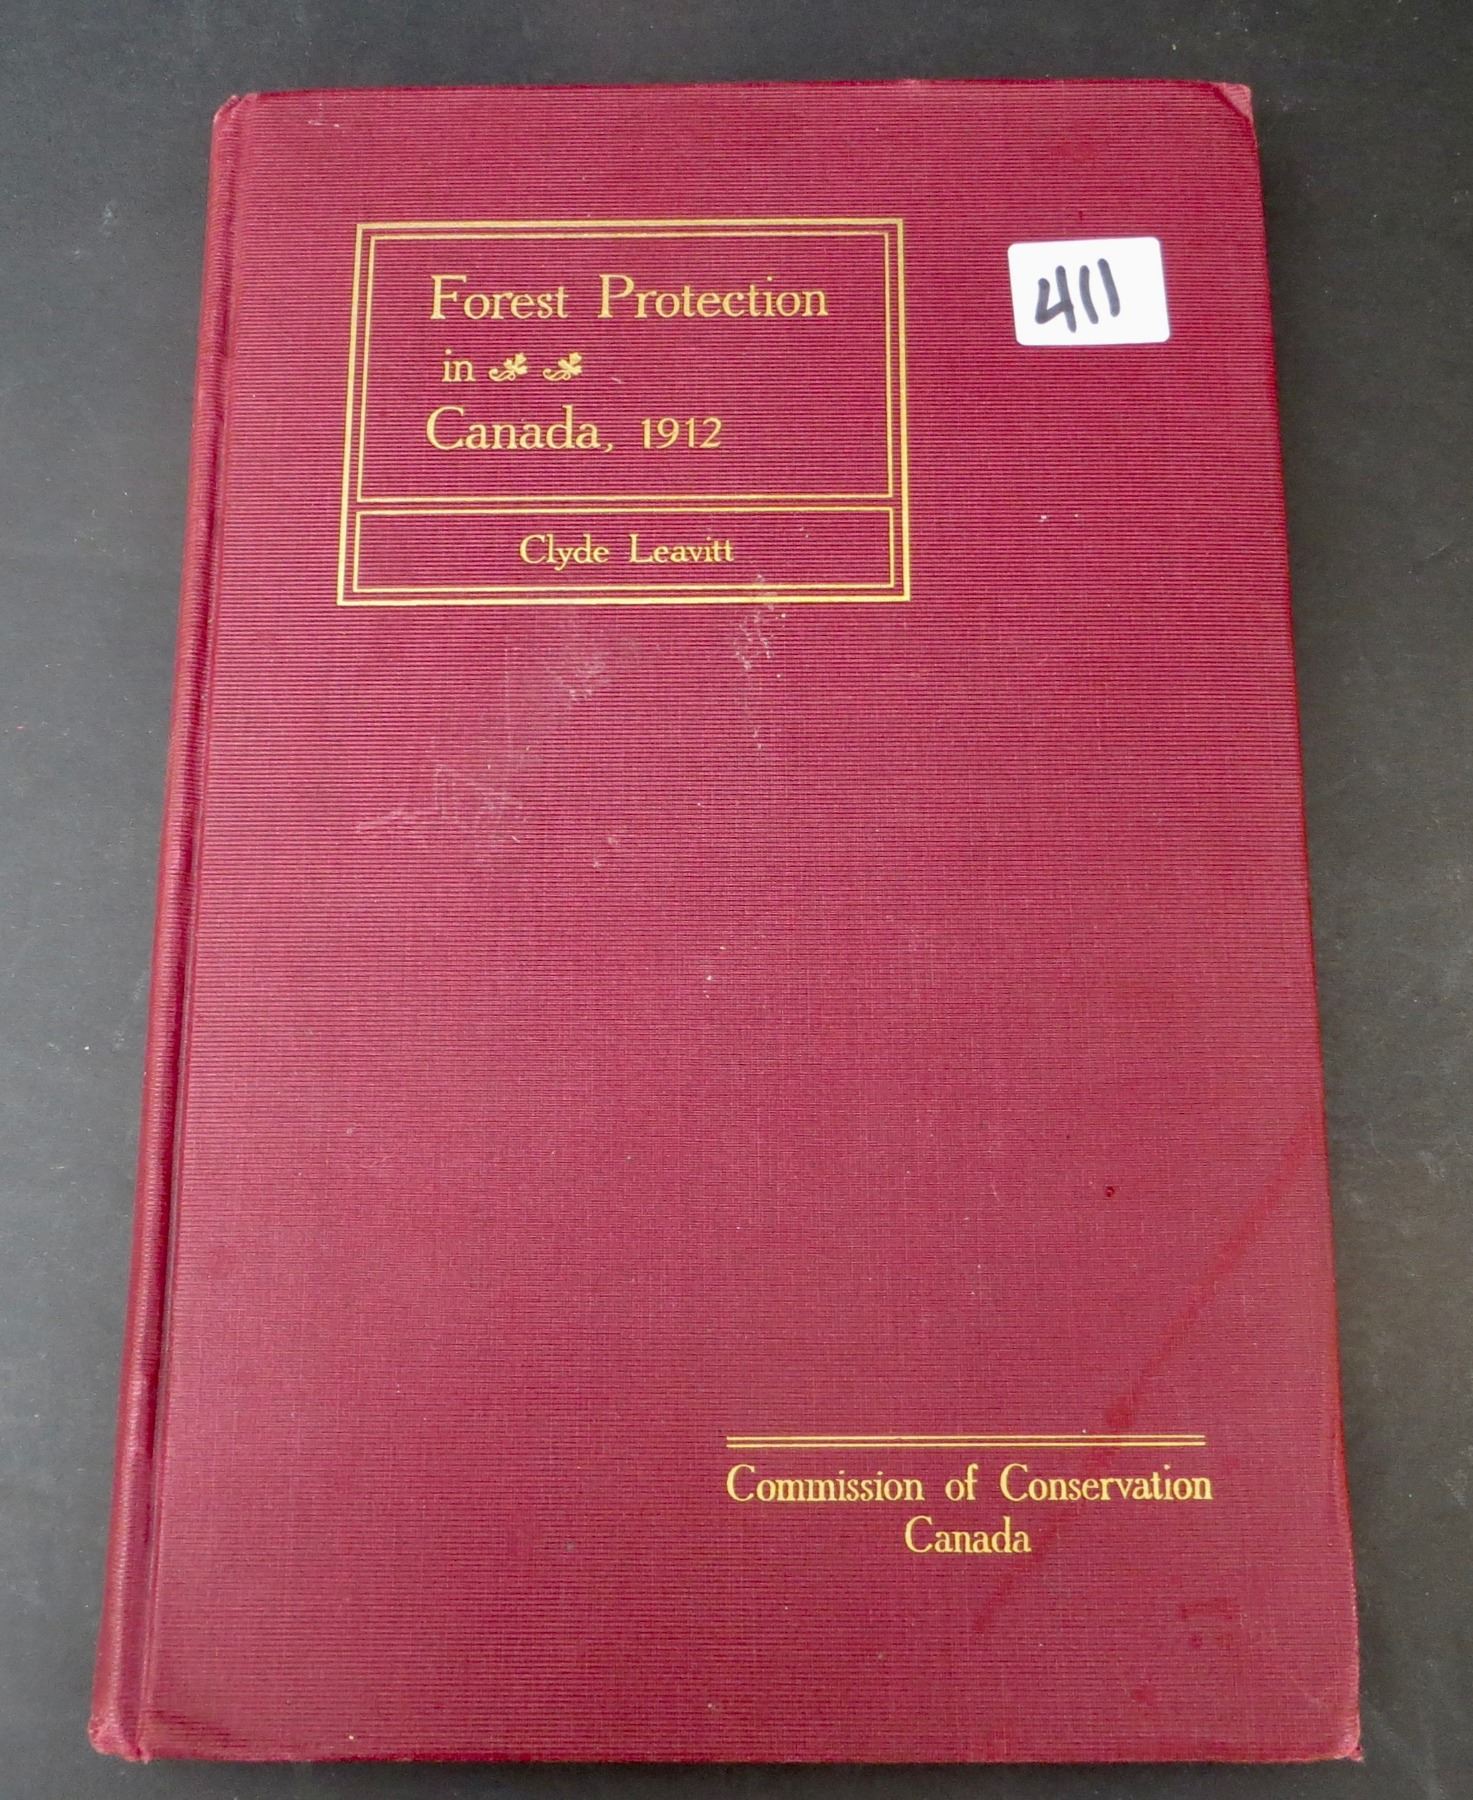 Forest Protection
in
Canada, 1912
Clyde Leavitt
411
Commission of Conservation
Canada